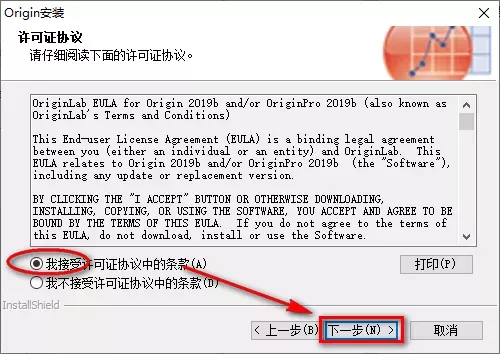 Origin安装
许可证协议
请仔细阅读下面的许可证协议。
OriginLab EULA for Origin 2019b and/or OriginPro 2019b (also known as
OriginLab's Terms and Conditions)
This End-user License Agreement (EULA) is a binding legal agreement
between you (either an individual or an entity) and OriginLab.  This
EULA relates to Origin 2019b and/or OriginPro 2019b  (the "Software"),
including any update or replacement version.
BY CLICKING THE "I ACCEPT" BUTTON OR OTHERWISE DOWNLOADING,
INSTALLING, COPYING, OR USING THE SOFTWARE, YOU ACCEPT AND AGREE TO BE
BOUND BY THE TERMS OF THIS EULA.  If you do not agree to the terms of
this EULA, do not download, install or use the Software.
我接受许可证协议中的条款(A)
打印(P)
我不接受许可证协议中的条款(D)
InstallShield
< 上一步(B)
下一步(N) >
取消